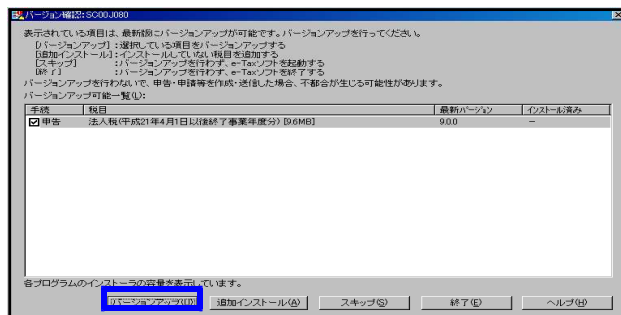 バージョン確認:SC00J080
表示されている項目は、最新版にバージョンアップが可能です。バージョンアップを行ってください。
[バージョンアップ]:選択している項目をバージョンアップする
[追加インストール]:インストールしていない税目を追加する
[スキップ] :バージョンアップを行わず、e-Taxソフトを起動する
[終了] :バージョンアップを行わず、e-Taxソフトを終了する
バージョンアップを行わないで、申告・申請等を作成・送信した場合、不都合が生じる可能性があります。
バージョンアップ可能一覧(L):
手続 税目 最新バージョン インストール済み
申告 法人税(平成21年4月1日以後終了事業年度分) [9.6MB] 9.0.0 −
各プログラムのインストーラの容量を表示しています。
バージョンアップ(U) 追加インストール(A) スキップ(S) 終了(E) ヘルプ(H)